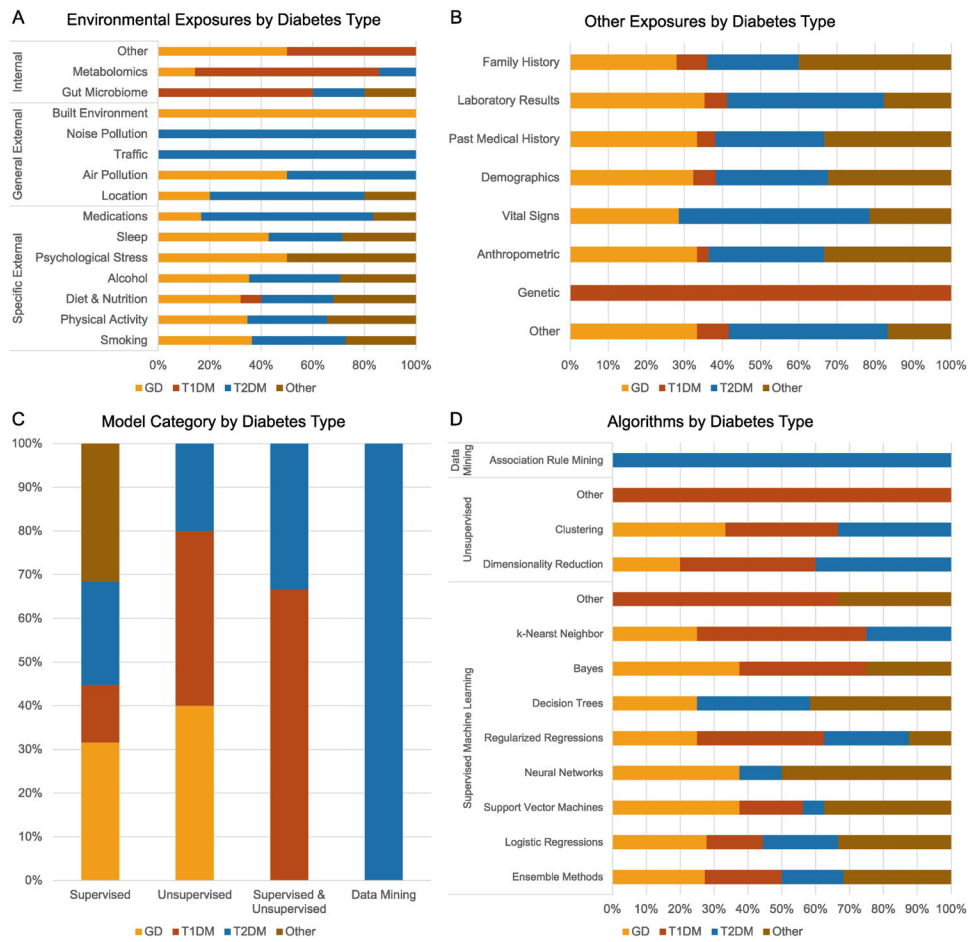 A
Environmental Exposures by Diabetes Type
Internal
Other
Metabolomics
Gut Microbiome
General External
Built Environment
Noise Pollution
Traffic
Air Pollution
Location
Specific External
Medications
Sleep
Psychological Stress
Alcohol
Diet & Nutrition
Physical Activity
Smoking
0% 20% 40% 60% 80% 100%
GD T1DM T2DM Other
B
Other Exposures by Diabetes Type
Family History
Laboratory Results
Past Medical History
Demographics
Vital Signs
Anthropometric
Genetic
Other
0% 10% 20% 30% 40% 50% 60% 70% 80% 90% 100%
GD T1DM T2DM Other
C
Model Category by Diabetes Type
100%
90%
80%
70%
60%
50%
40%
30%
20%
10%
0%
Supervised Unsupervised Supervised & Data Mining
Unsupervised
GD T1DM T2DM Other
D
Algorithms by Diabetes Type
Data
Mining
Association Rule Mining
Unsupervised
Other
Clustering
Dimensionality Reduction
Supervised Machine Learning
Other
k-Nearst Neighbor
Bayes
Decision Trees
Regularized Regressions
Neural Networks
Support Vector Machines
Logistic Regressions
Ensemble Methods
0% 10% 20% 30% 40% 50% 60% 70% 80% 90% 100%
GD T1DM T2DM Other